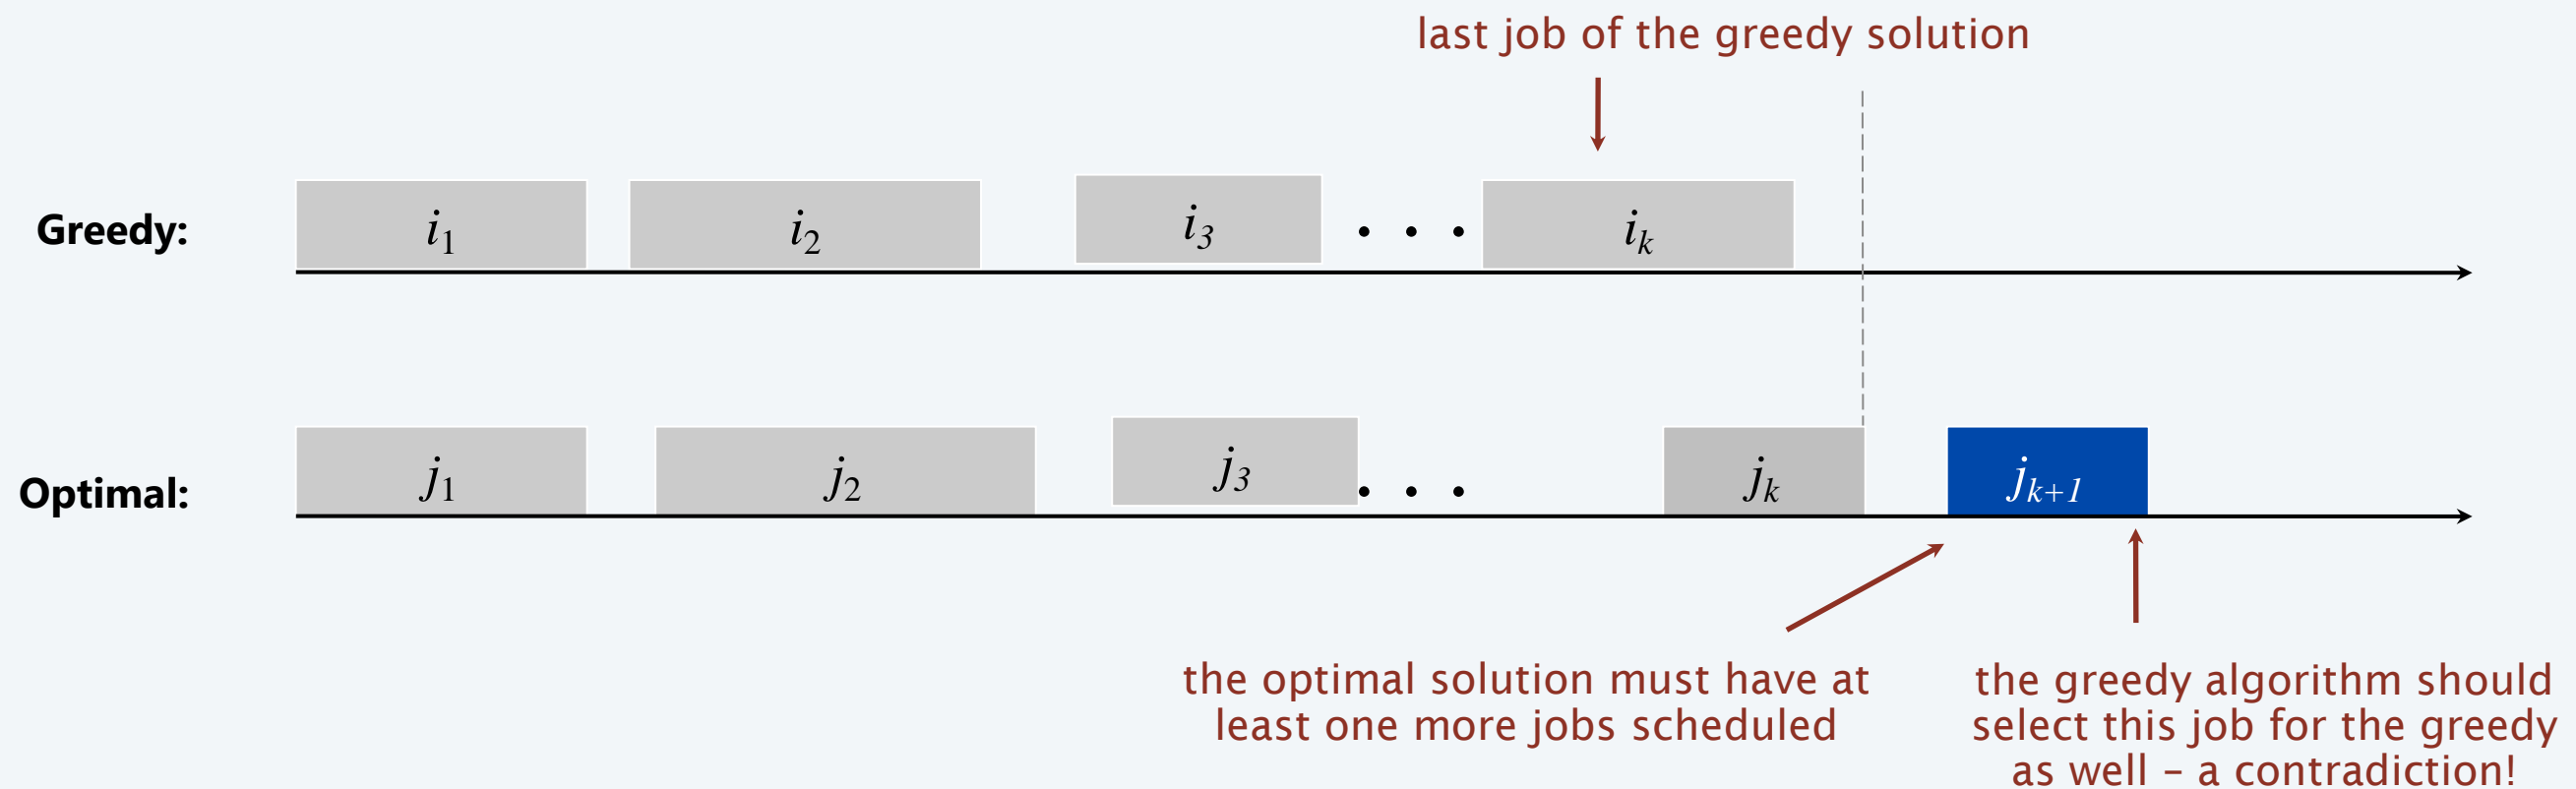 last job of the greedy solution
Greedy: i1 i2 i3 . . . ik
Optimal: j1 j2 j3 . . . jk jk+1
the optimal solution must have at
least one more jobs scheduled
the greedy algorithm should
select this job for the greedy
as well – a contradiction!